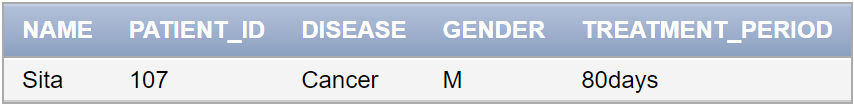 NAME PATIENT_ID DISEASE GENDER TREATMENT_PERIOD
Sita 107 Cancer M 80days